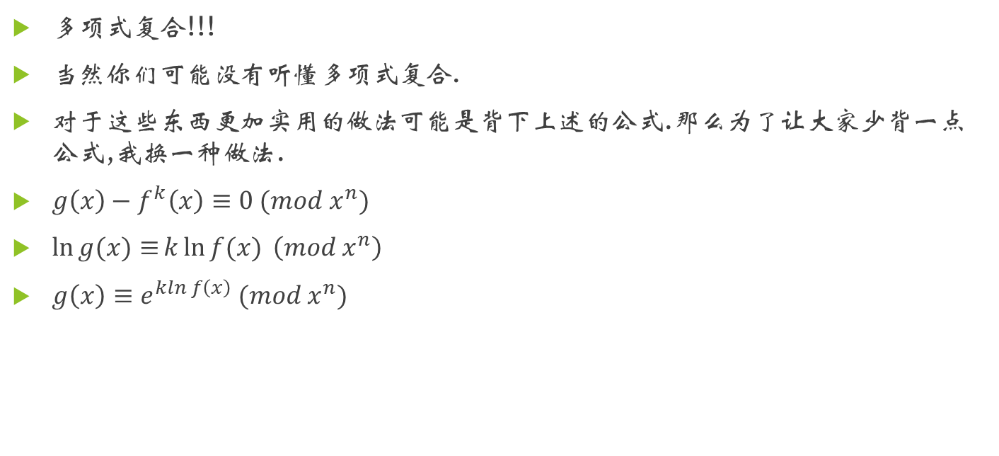 多项式复合!!!
当然你们可能没有听懂多项式复合.
对于这些东西更加实用的做法可能是背下上述的公式.那么为了让大家少背一点
公式,我换一种做法.
g(x) − f^k(x) ≡ 0 (mod x^n)
ln g(x) ≡ k ln f(x) (mod x^n)
g(x) ≡ e^{kln f(x)} (mod x^n)